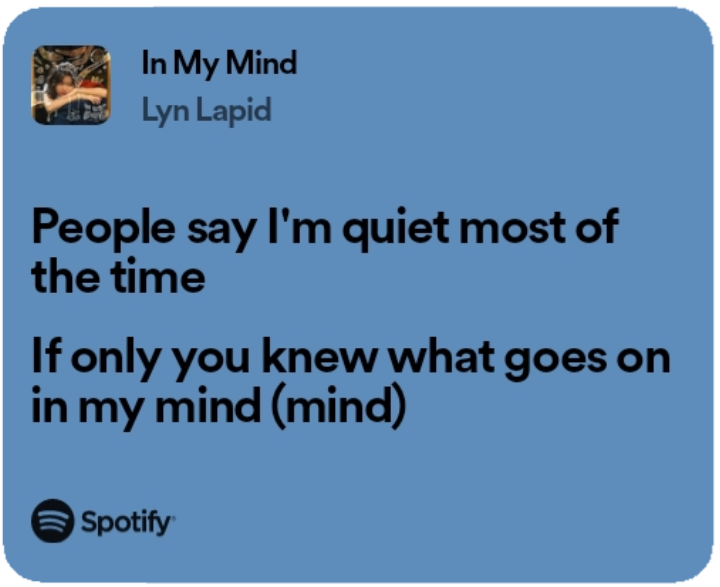 In My Mind
Lyn Lapid
People say I'm quiet most of
the time
If only you knew what goes on
in my mind (mind)
Spotify